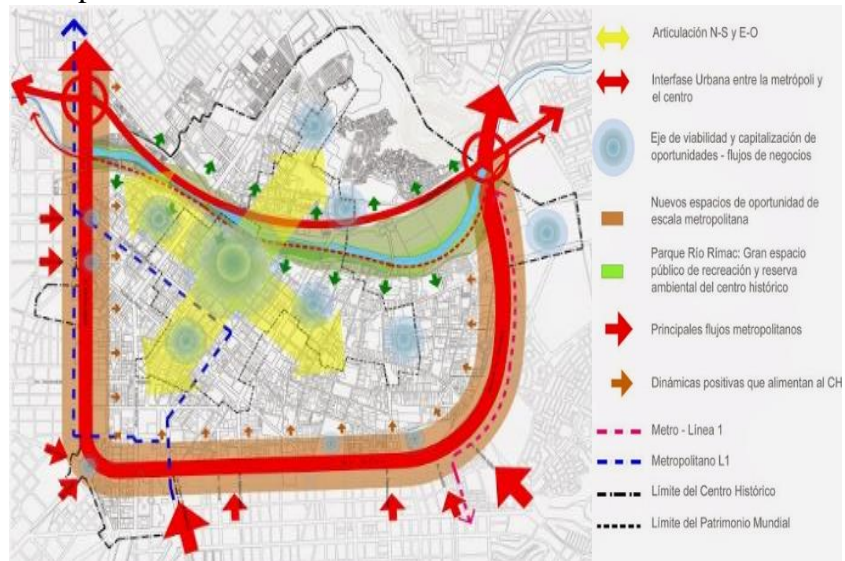 Articulación N-S y E-O
Interfase Urbana entre la metrópoli y
el centro
Eje de viabilidad y capitalización de
oportunidades - flujos de negocios
Nuevos espacios de oportunidad de
escala metropolitana
Parque Río Rimac: Gran espacio
público de recreación y reserva
ambiental del centro histórico
Principales flujos metropolitanos
Dinámicas positivas que alimentan al CH
Metro - Línea 1
Metropolitano L1
Límite del Centro Histórico
Límite del Patrimonio Mundial